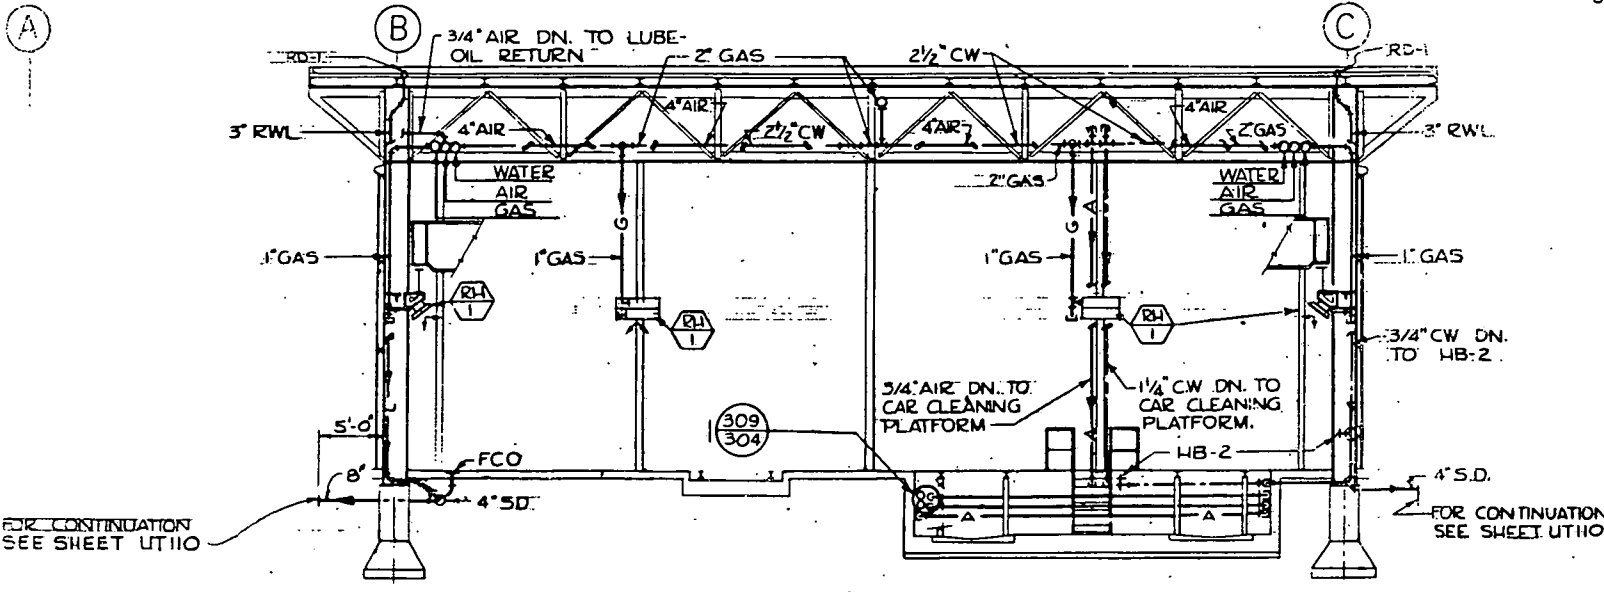 A
B
C
3/4" AIR DN. TO LUBE-
OIL RETURN
2" GAS
2 1/2" CW
RD-1
RD-1
3" RWL
4" AIR
4" AIR
2 1/2" CW
4" AIR
4" AIR
2" GAS
3" RWL
WATER
AIR
GAS
2" GAS
WATER
AIR
GAS
G
G
A
1" GAS
1" GAS
1" GAS
1" GAS
RH
1
RH
1
RH
1
3/4" CW DN.
TO HB-2
3/4" AIR DN. TO
CAR CLEANING
PLATFORM
1 1/4" C.W DN. TO
CAR CLEANING
PLATFORM.
309
304
5'-0"
A
HB-2
FCO
8"
4" S.D.
4" S.D.
A
A
FOR CONTINUATION
SEE SHEET UT110
FOR CONTINUATION
SEE SHEET UT110